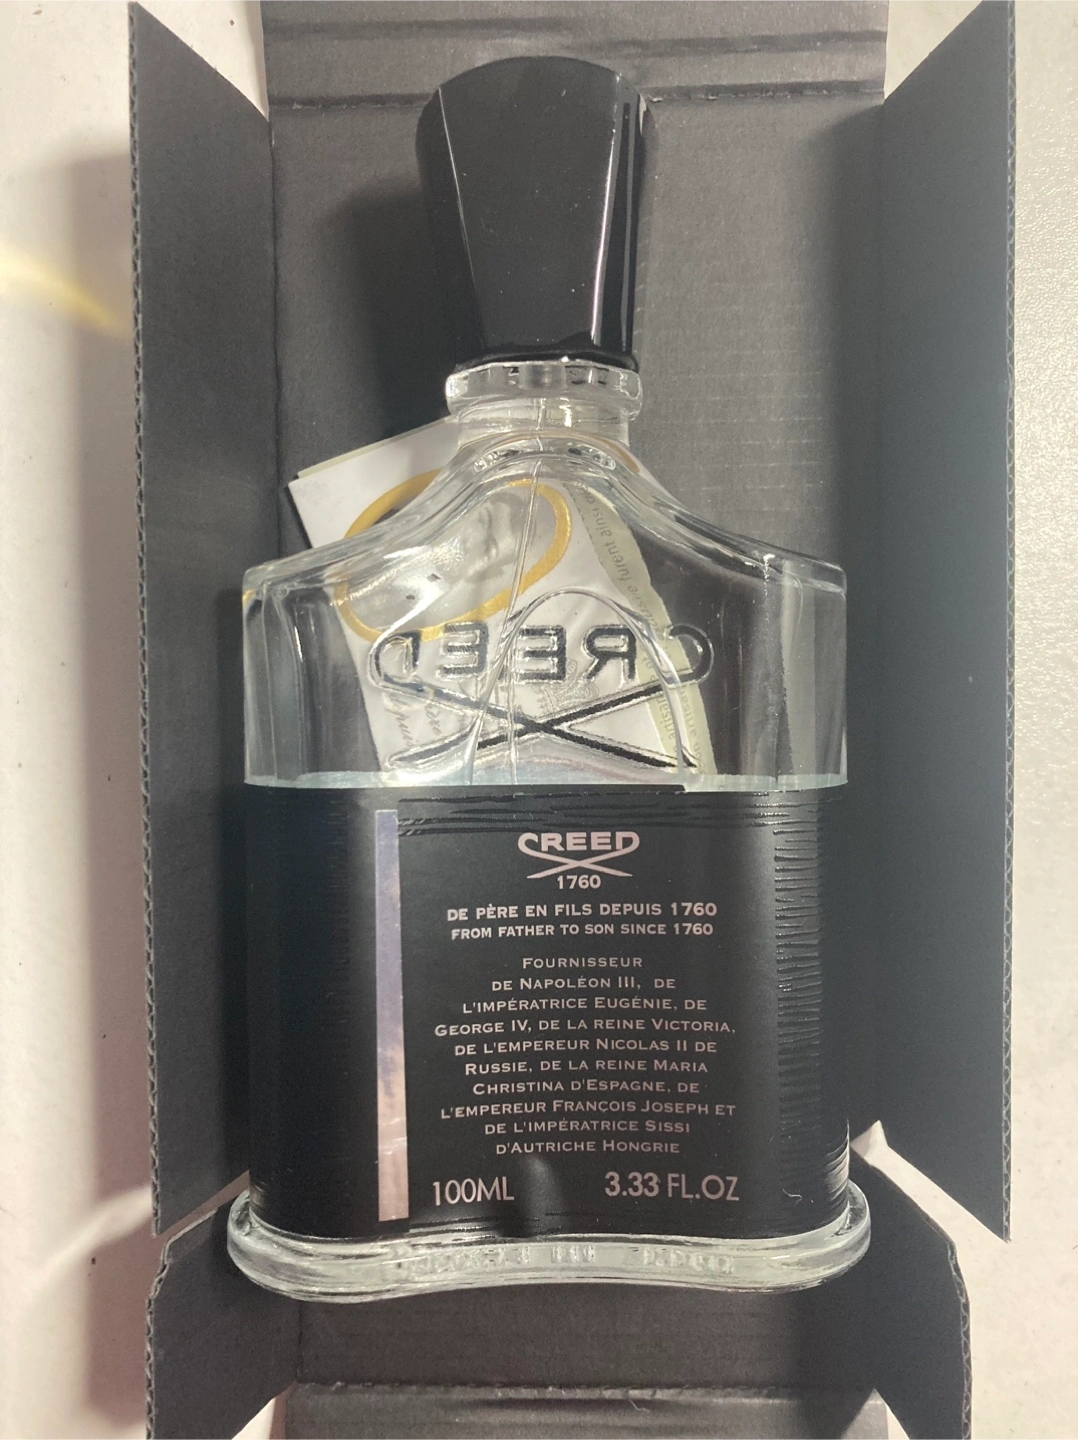 furent ainsi
CREED
CREED
1760
DE PÈRE EN FILS DEPUIS 1760
FROM FATHER TO SON SINCE 1760
FOURNISSEUR
DE NAPOLÉON III, DE
L'IMPÉRATRICE EUGÉNIE, DE
GEORGE IV, DE LA REINE VICTORIA,
DE L'EMPEREUR NICOLAS II DE
RUSSIE, DE LA REINE MARIA
CHRISTINA D'ESPAGNE, DE
L'EMPEREUR FRANÇOIS JOSEPH ET
DE L'IMPÉRATRICE SISSI
D'AUTRICHE HONGRIE
100ML 3.33 FL.OZ